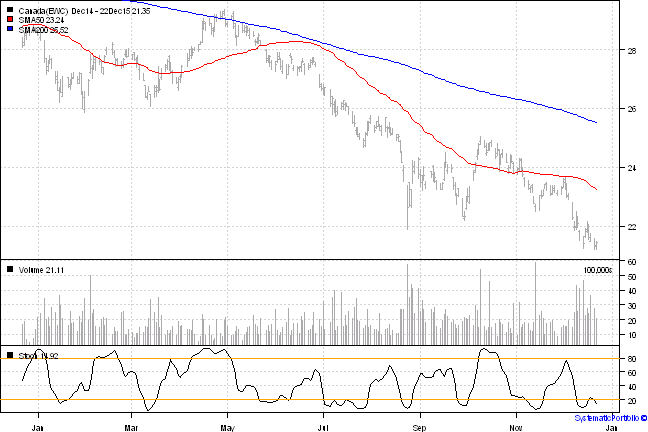 Canada(EWC) Dec14 - 22Dec15 21.35
SMA50 23.24
SMA200 25.52
28
26
24
22
Volume 21.11
100,000s
60
50
40
30
20
10
Stoch 14.92
80
60
40
20
Jan
Mar
May
Jul
Sep
Nov
Jan
SystematicPortfolio ©